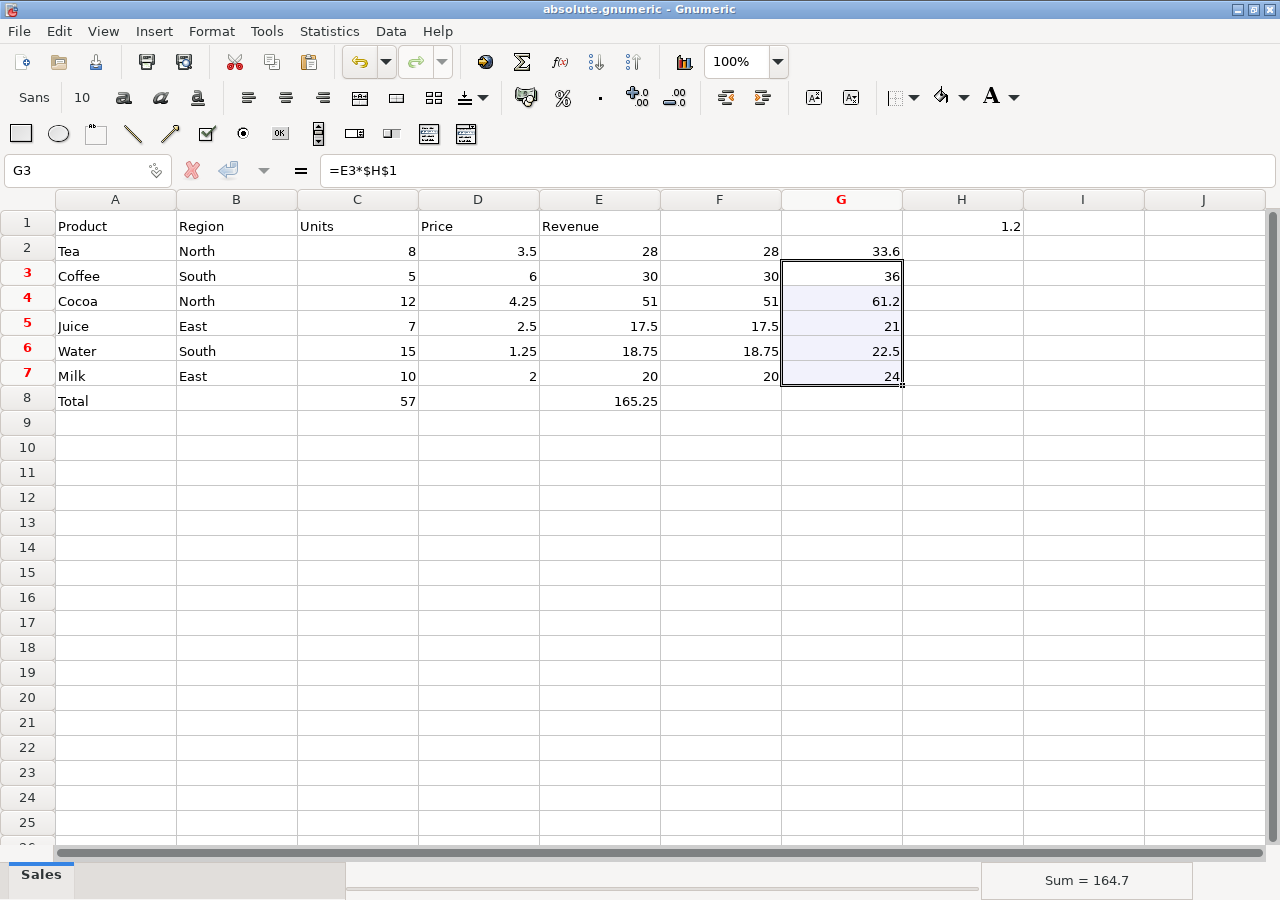 absolute.gnumeric - Gnumeric
File Edit View Insert Format Tools Statistics Data Help
f(x) 100%
Sans 10 a a a % +.00 .0 .00 -.0 A A A
OK
G3 =E3*$H$1
A B C D E F G H I J
1 Product Region Units Price Revenue 1.2
2 Tea North 8 3.5 28 28 33.6
3 Coffee South 5 6 30 30 36
4 Cocoa North 12 4.25 51 51 61.2
5 Juice East 7 2.5 17.5 17.5 21
6 Water South 15 1.25 18.75 18.75 22.5
7 Milk East 10 2 20 20 24
8 Total 57 165.25
9
10
11
12
13
14
15
16
17
18
19
20
21
22
23
24
25
Sales Sum = 164.7